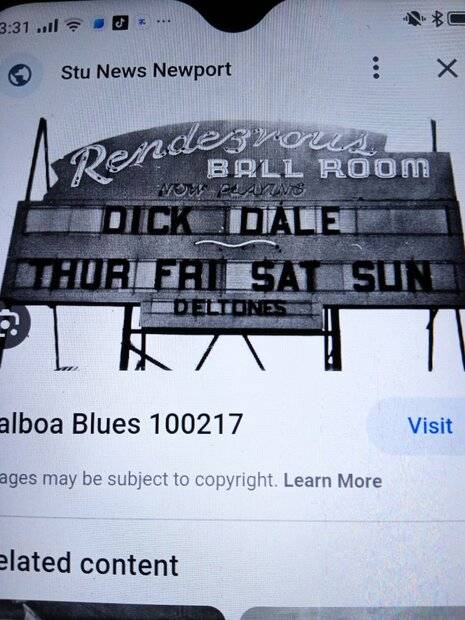 3:31
Stu News Newport
Rendezvous
BALL ROOM
NOW PLAYING
DICK DALE
THUR FRI SAT SUN
DELTONES
alboa Blues 100217
Visit
ages may be subject to copyright. Learn More
elated content